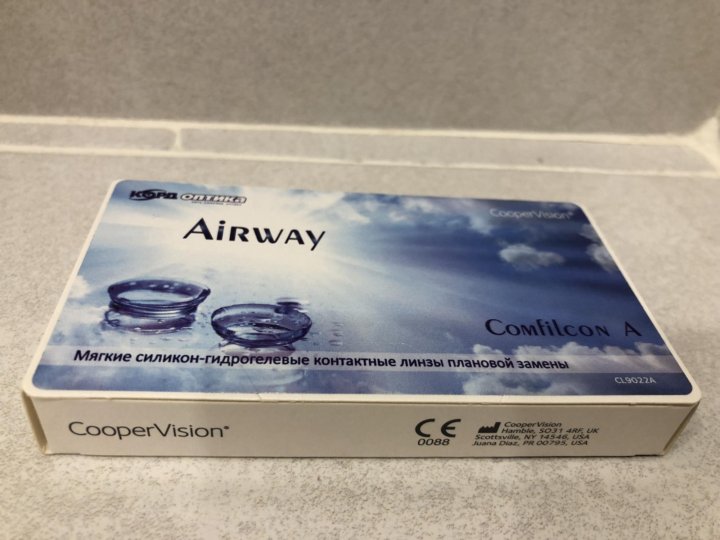 КОРД ОПТИКА
CooperVision®
AIRWAY
COMFILCON A
Мягкие силикон-гидрогелевые контактные линзы плановой замены
CL9022A
CooperVision®
CE
0088
CooperVision
Hamble, SO31 4RF, UK
Scottsville, NY 14546, USA
Juana Diaz, PR 00795, USA